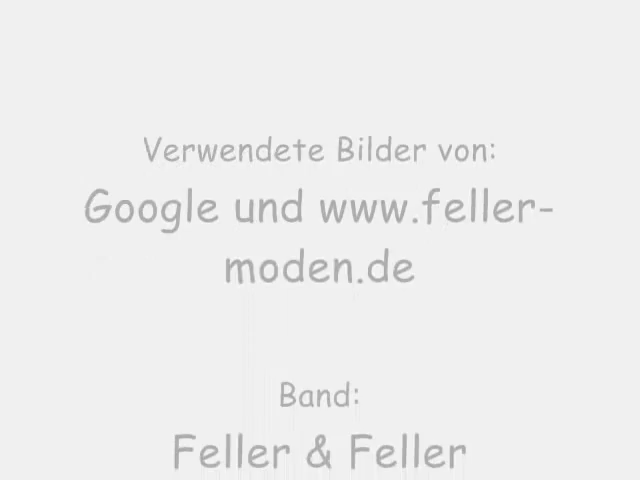 Verwendete Bilder von:
Google und www.feller-
moden.de
Band:
Feller & Feller